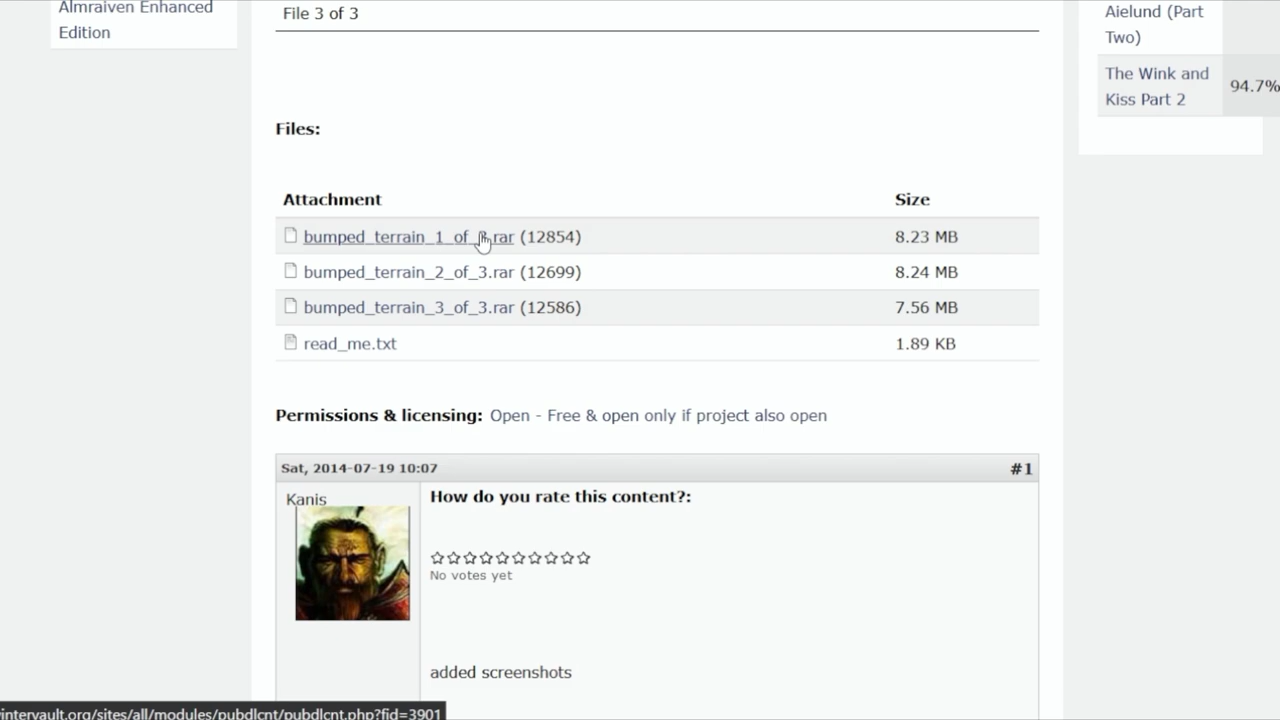 Almraiven Enhanced
Edition
File 3 of 3
Files:
Attachment Size
bumped_terrain_1_of_3.rar (12854) 8.23 MB
bumped_terrain_2_of_3.rar (12699) 8.24 MB
bumped_terrain_3_of_3.rar (12586) 7.56 MB
read_me.txt 1.89 KB
Permissions & licensing: Open - Free & open only if project also open
Sat, 2014-07-19 10:07 #1
Kanis
How do you rate this content?:
No votes yet
added screenshots
Aielund (Part
Two)
The Wink and
Kiss Part 2
94.7%
intervault.org/sites/all/modules/pubdlcnt/pubdlcnt.php?fid=3901